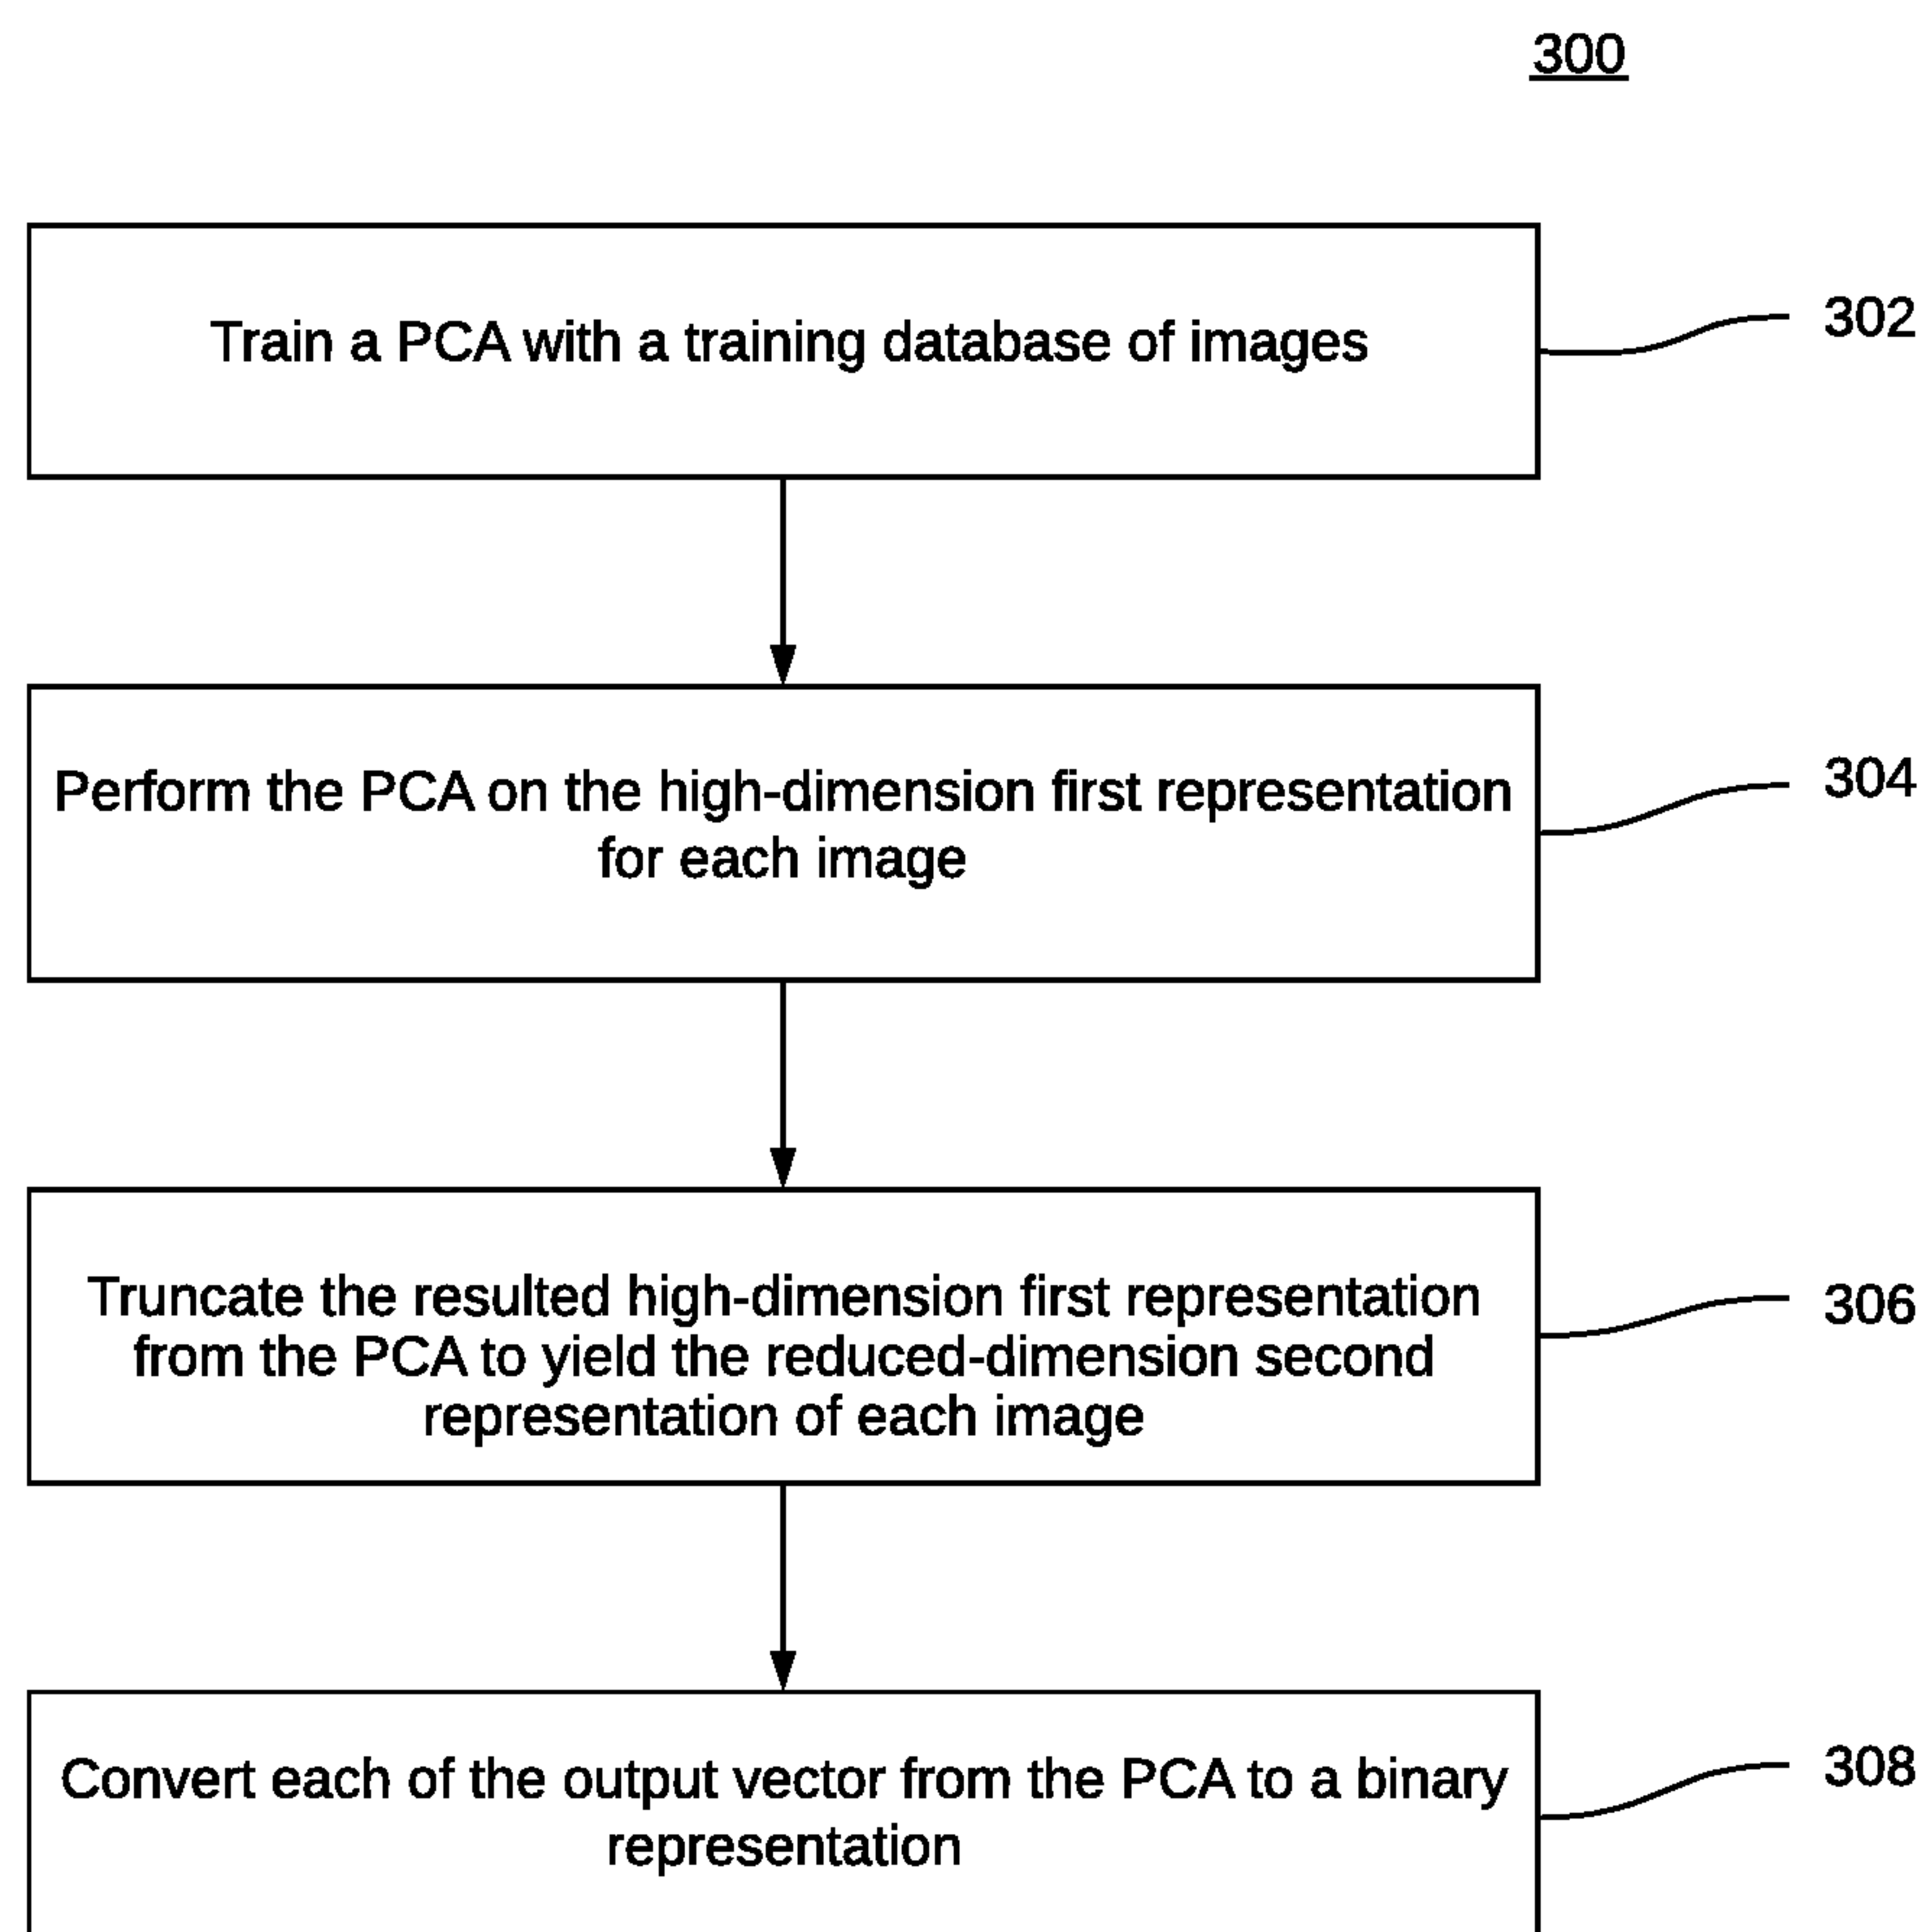 300
Train a PCA with a training database of images
302
Perform the PCA on the high-dimension first representation
for each image
304
Truncate the resulted high-dimension first representation
from the PCA to yield the reduced-dimension second
representation of each image
306
Convert each of the output vector from the PCA to a binary
representation
308